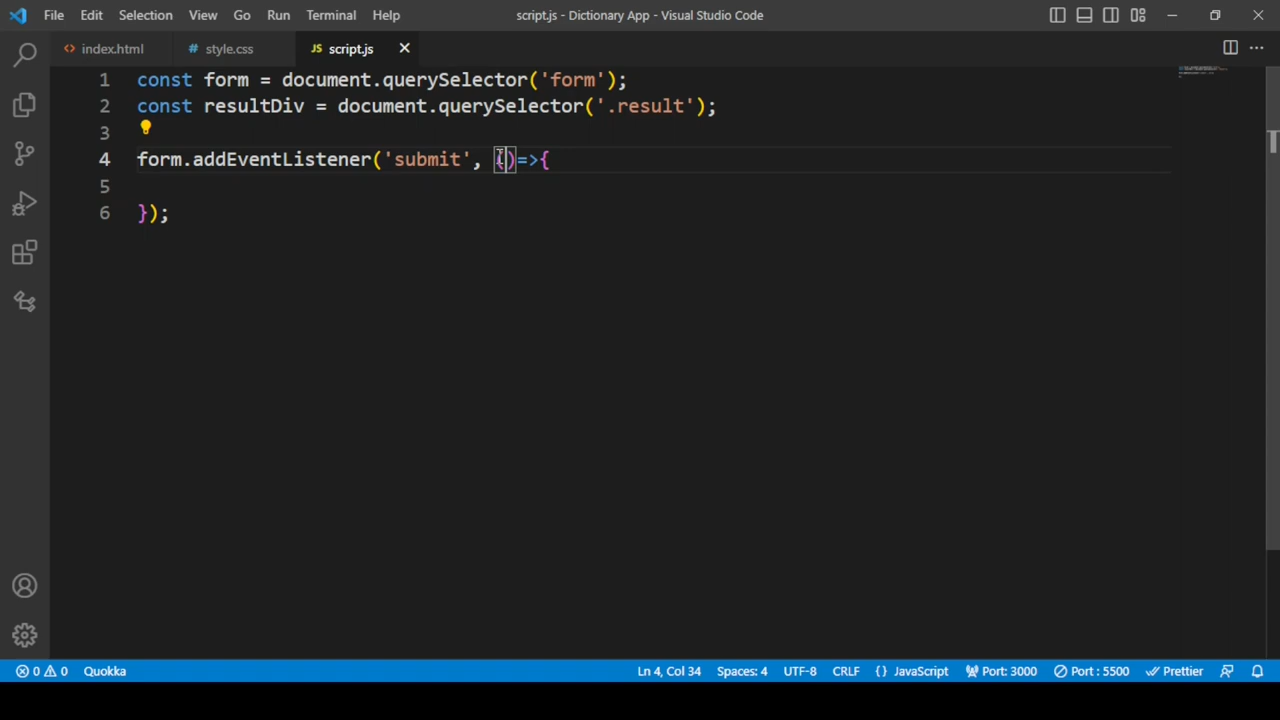 File Edit Selection View Go Run Terminal Help script.js - Dictionary App - Visual Studio Code
index.html style.css JS script.js
1 const form = document.querySelector('form');
2 const resultDiv = document.querySelector('.result');
3
4 form.addEventListener('submit', ()=>{
5
6 });
0 0 Quokka Ln 4, Col 34 Spaces: 4 UTF-8 CRLF {} JavaScript Port: 3000 Port : 5500 Prettier